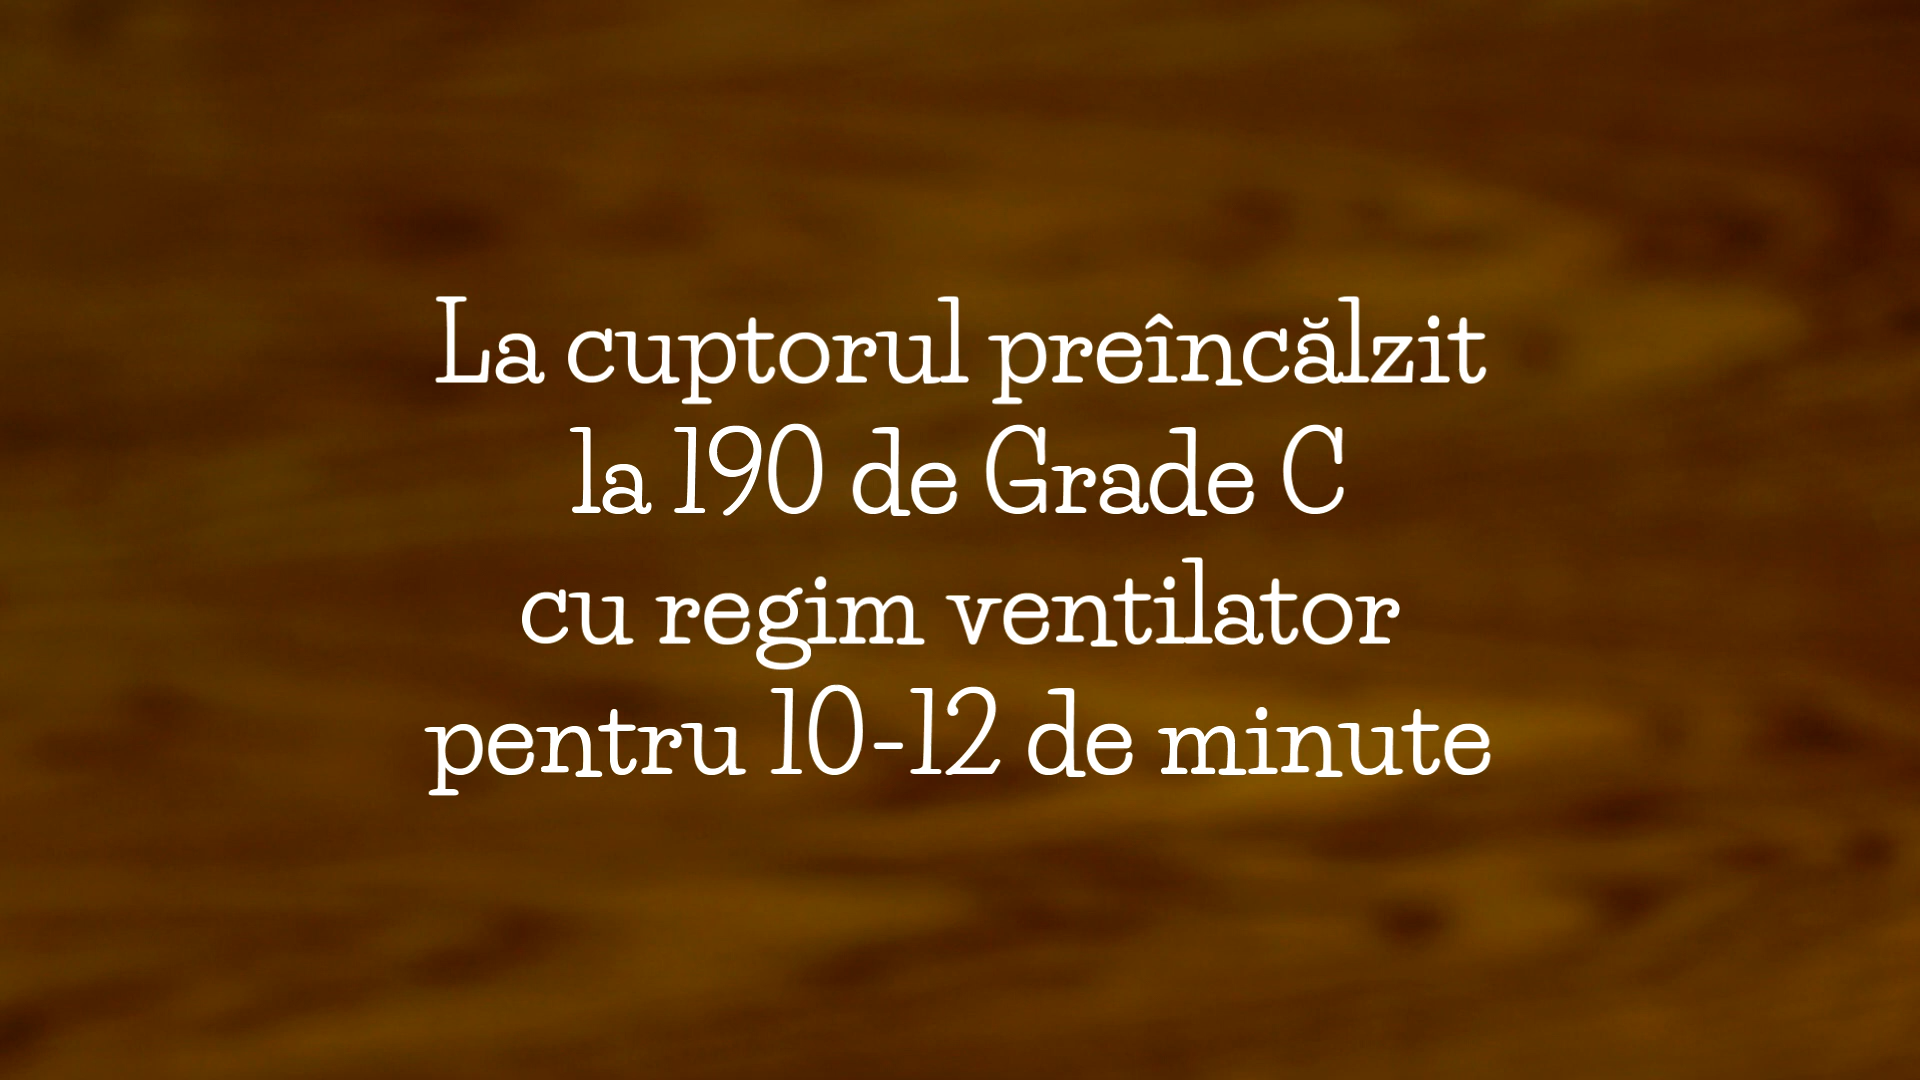 La cuptorul preîncălzit
la 190 de Grade C
cu regim ventilator
pentru 10-12 de minute